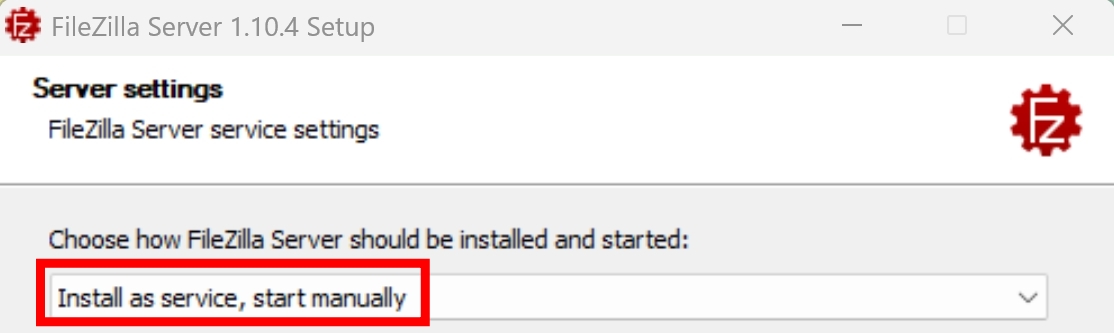 FileZilla Server 1.10.4 Setup
Server settings
FileZilla Server service settings
Choose how FileZilla Server should be installed and started:
Install as service, start manually